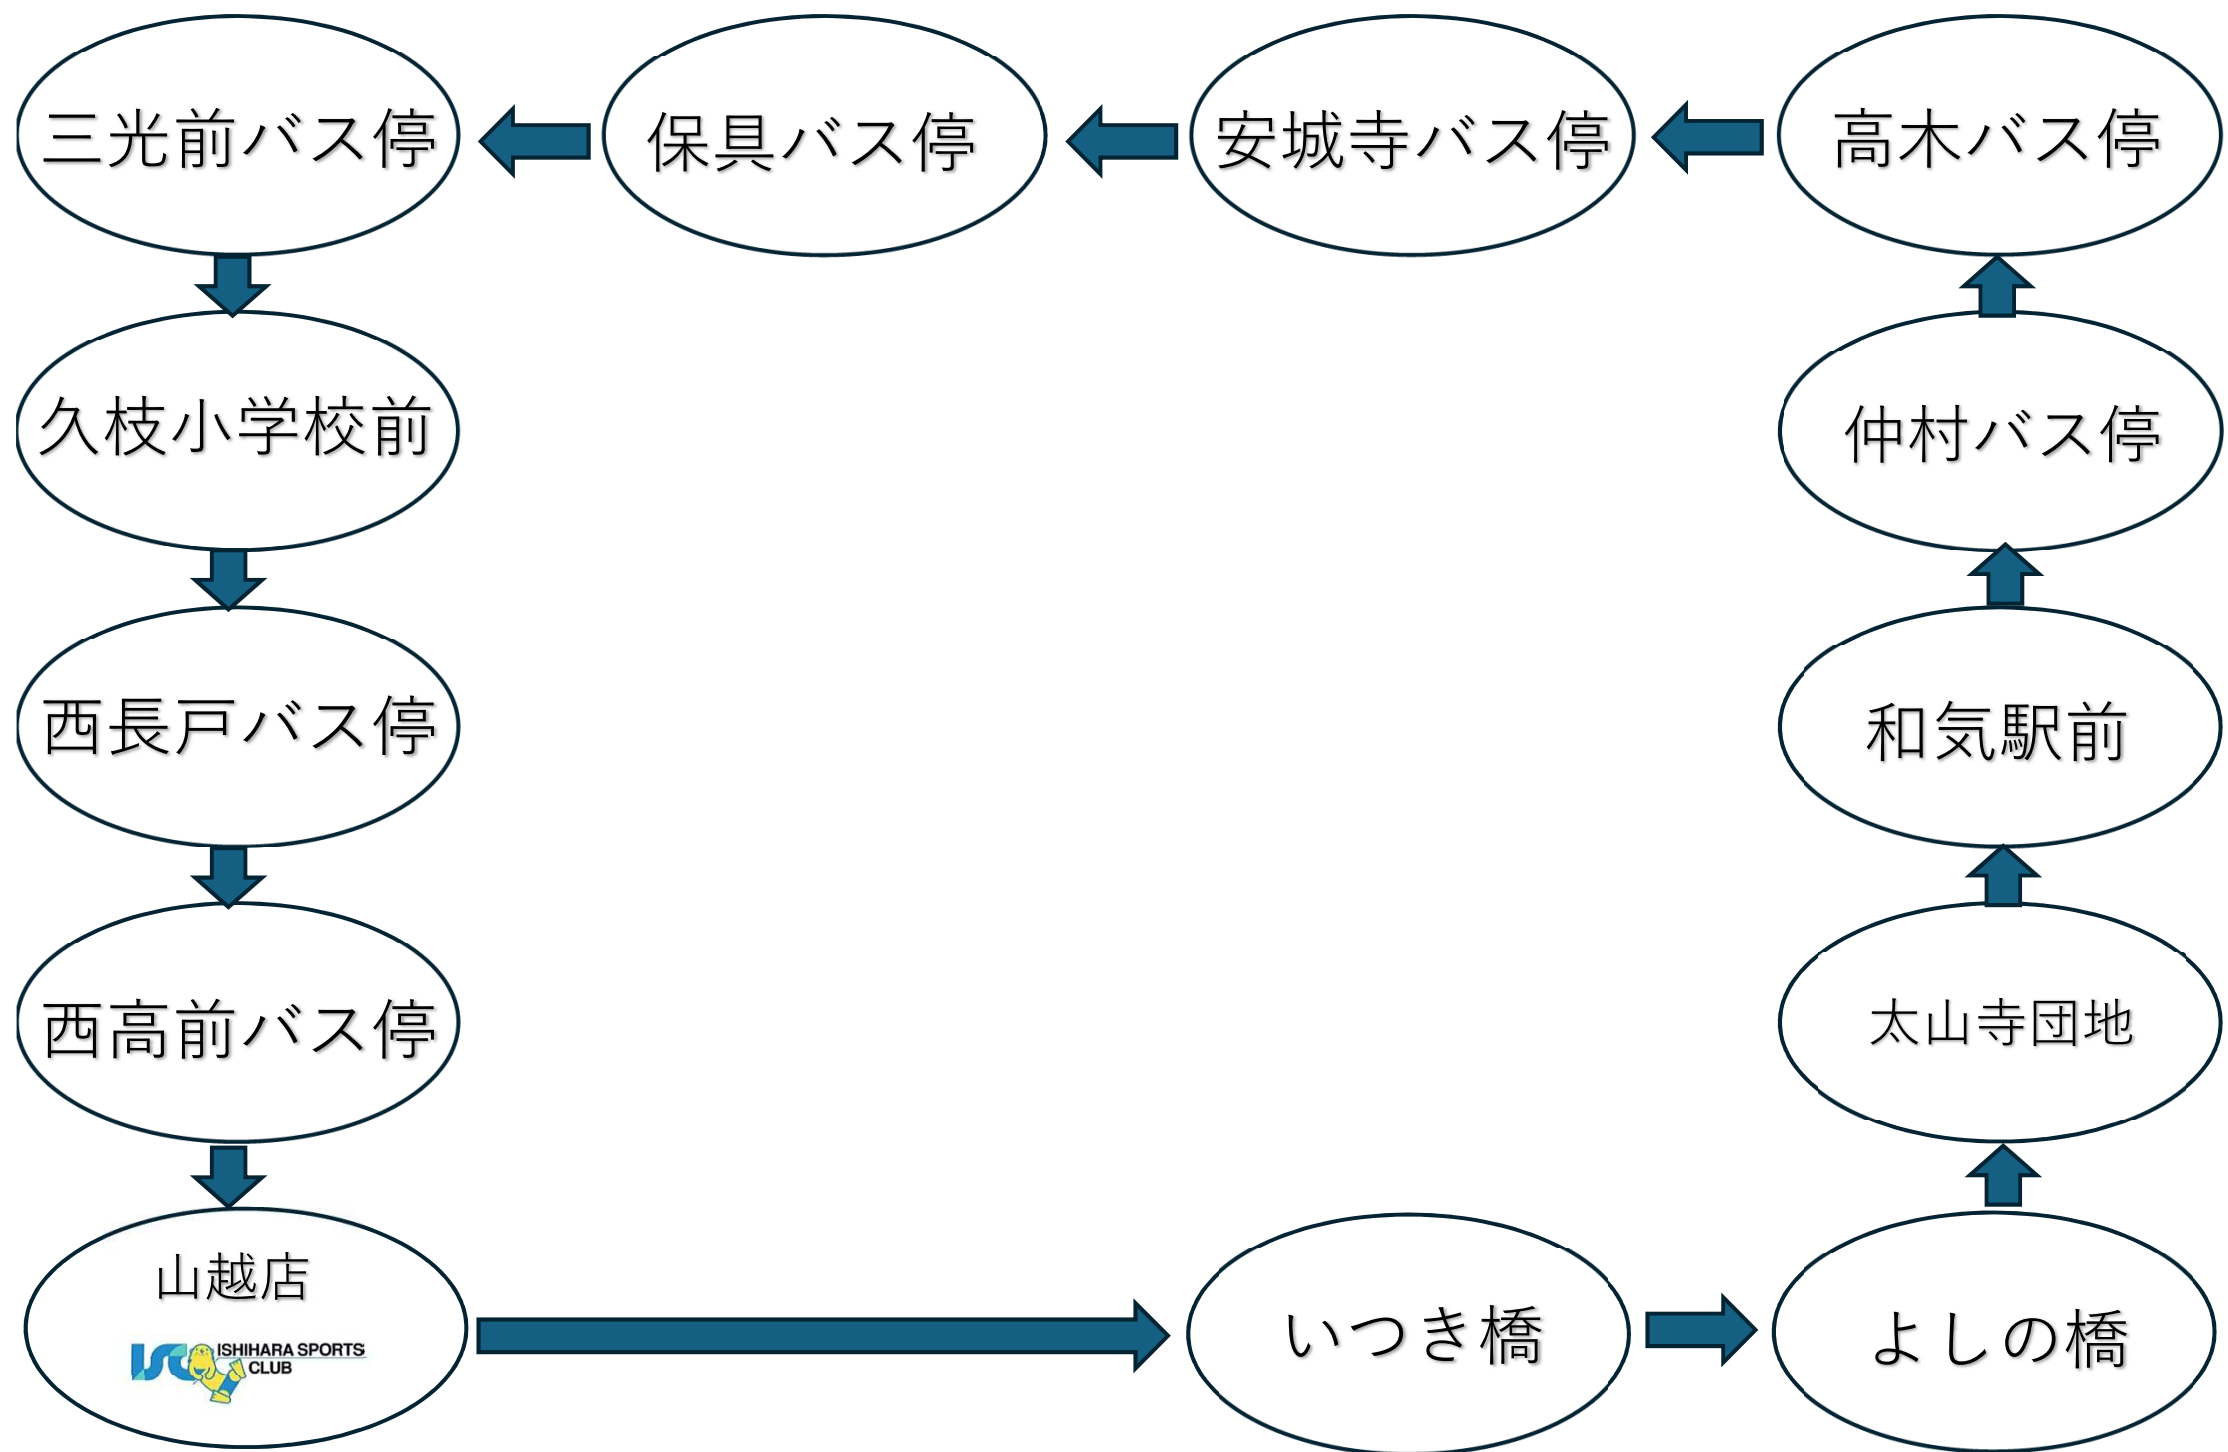 三光前バス停
保具バス停
安城寺バス停
高木バス停
久枝小学校前
仲村バス停
西長戸バス停
和気駅前
西高前バス停
太山寺団地
山越店
ISC ISHIHARA SPORTS
CLUB
いつき橋
よしの橋